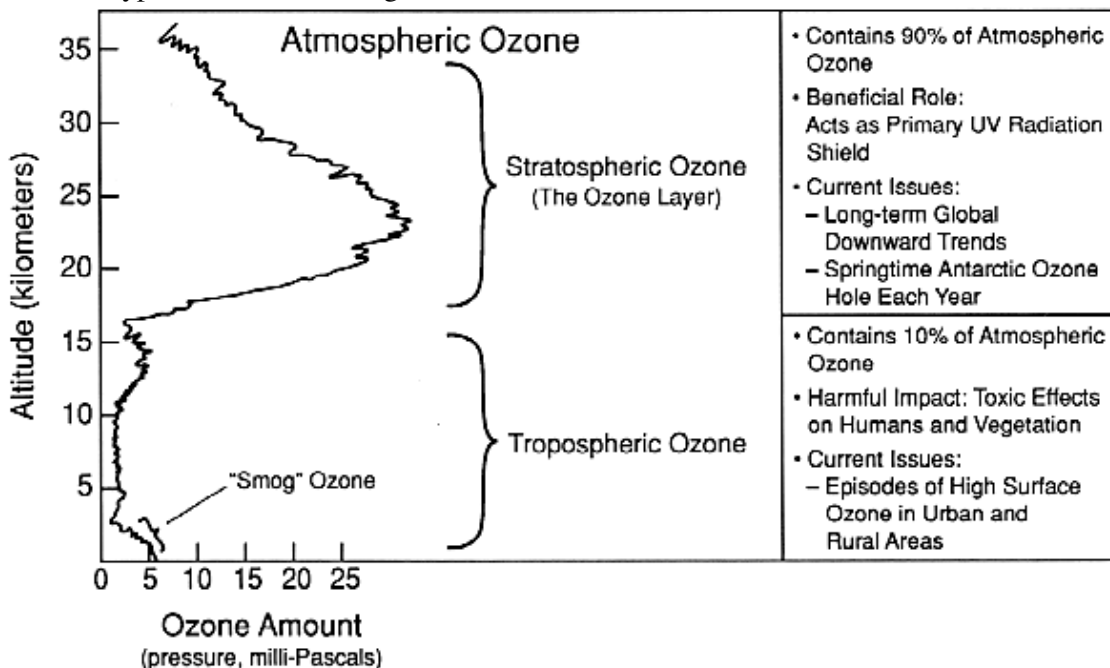 Atmospheric Ozone
35
30
25
20
15
10
5
Altitude (kilometers)
Stratospheric Ozone
(The Ozone Layer)
Tropospheric Ozone
"Smog" Ozone
0 5 10 15 20 25
Ozone Amount
(pressure, milli-Pascals)
• Contains 90% of Atmospheric
Ozone
• Beneficial Role:
Acts as Primary UV Radiation
Shield
• Current Issues:
– Long-term Global
Downward Trends
– Springtime Antarctic Ozone
Hole Each Year
• Contains 10% of Atmospheric
Ozone
• Harmful Impact: Toxic Effects
on Humans and Vegetation
• Current Issues:
– Episodes of High Surface
Ozone in Urban and
Rural Areas